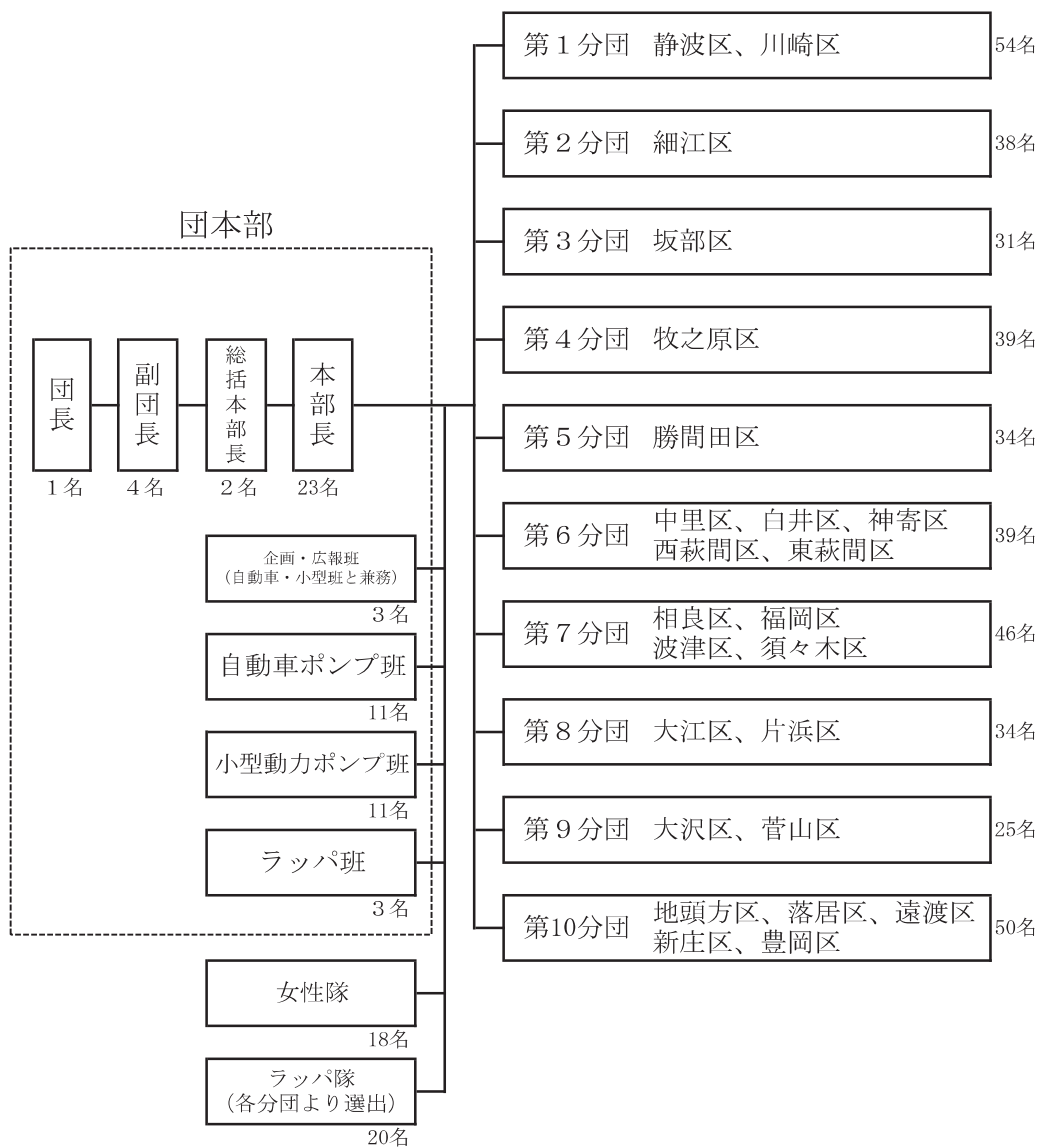 団本部
団長
1名
副団長
4名
総括本部長
2名
本部長
23名
企画・広報班
(自動車・小型班と兼務)
3名
自動車ポンプ班
11名
小型動力ポンプ班
11名
ラッパ班
3名
女性隊
18名
ラッパ隊
(各分団より選出)
20名
第1分団 静波区、川崎区
54名
第2分団 細江区
38名
第3分団 坂部区
31名
第4分団 牧之原区
39名
第5分団 勝間田区
34名
第6分団 中里区、白井区、神寄区
西萩間区、東萩間区
39名
第7分団 相良区、福岡区
波津区、須々木区
46名
第8分団 大江区、片浜区
34名
第9分団 大沢区、菅山区
25名
第10分団 地頭方区、落居区、遠渡区
新庄区、豊岡区
50名